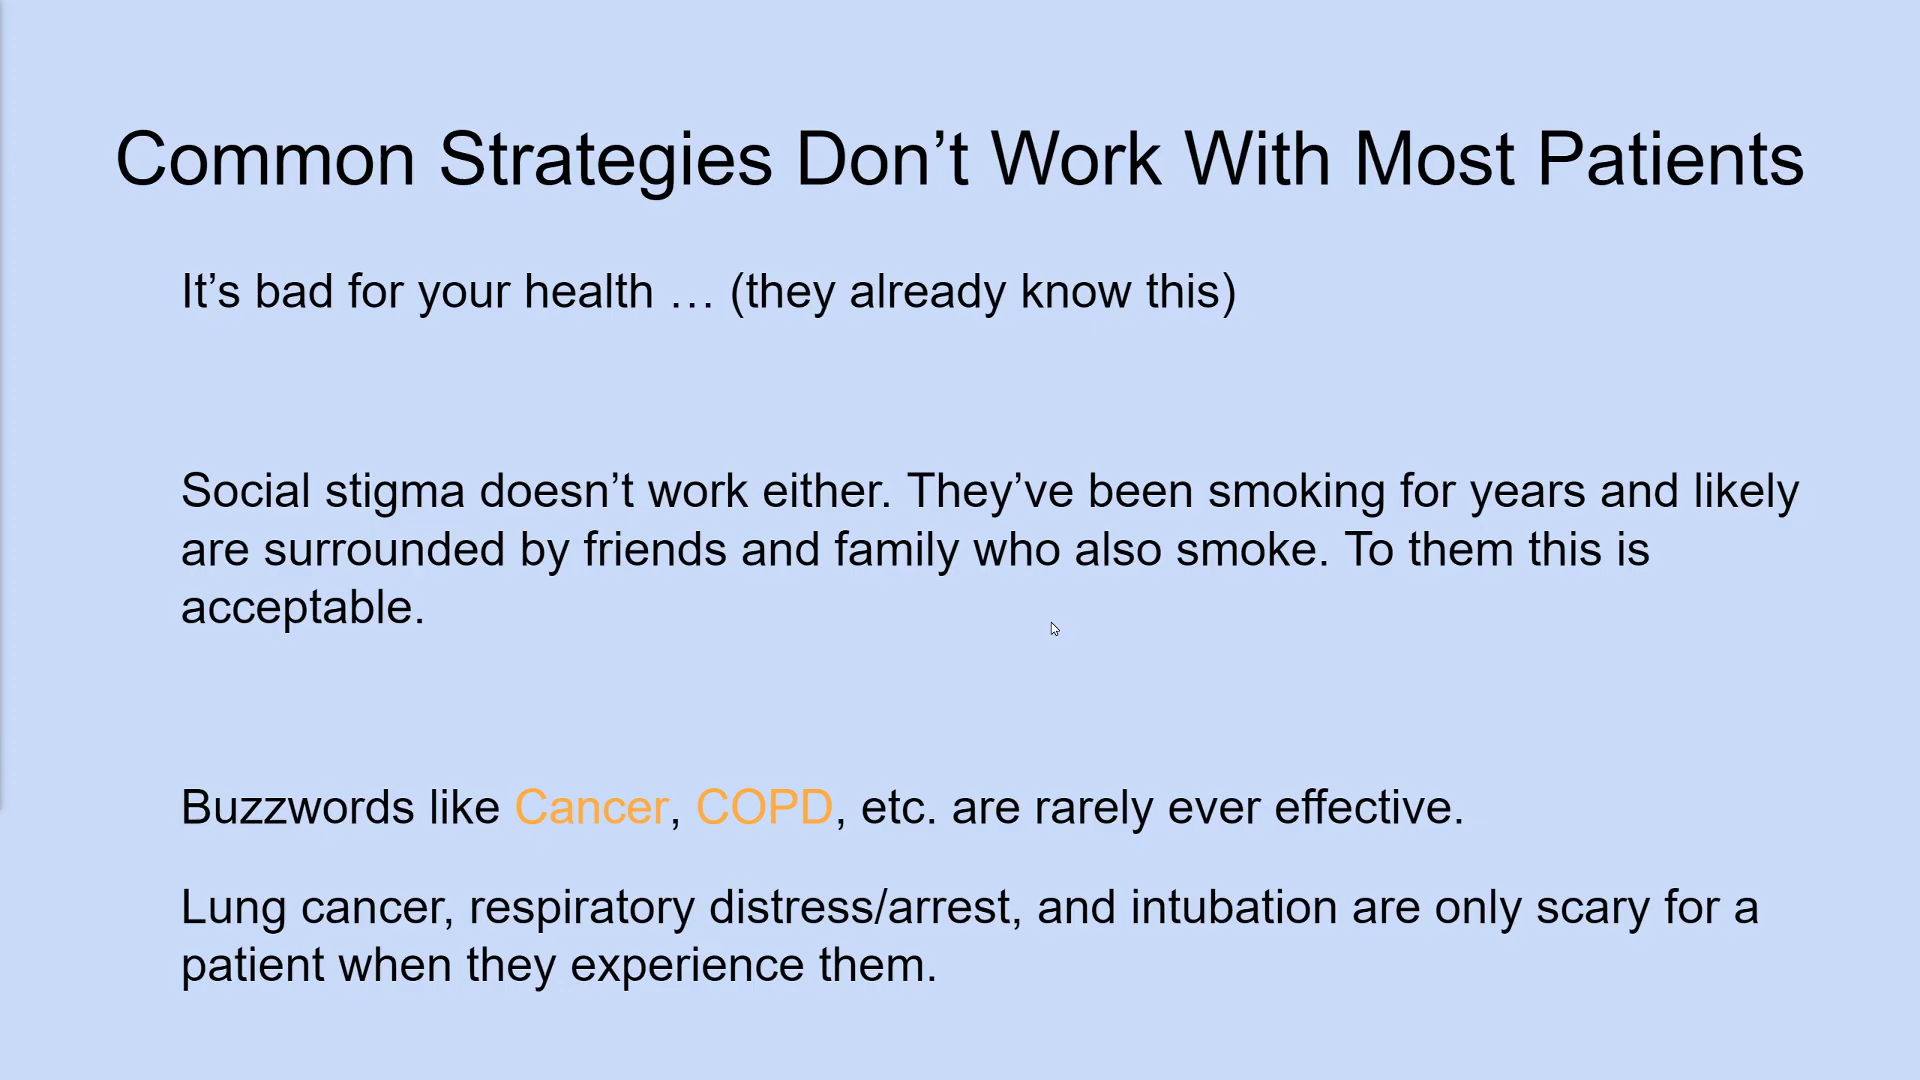 Common Strategies Don’t Work With Most Patients
It’s bad for your health … (they already know this)
Social stigma doesn’t work either. They’ve been smoking for years and likely
are surrounded by friends and family who also smoke. To them this is
acceptable.
Buzzwords like Cancer, COPD, etc. are rarely ever effective.
Lung cancer, respiratory distress/arrest, and intubation are only scary for a
patient when they experience them.